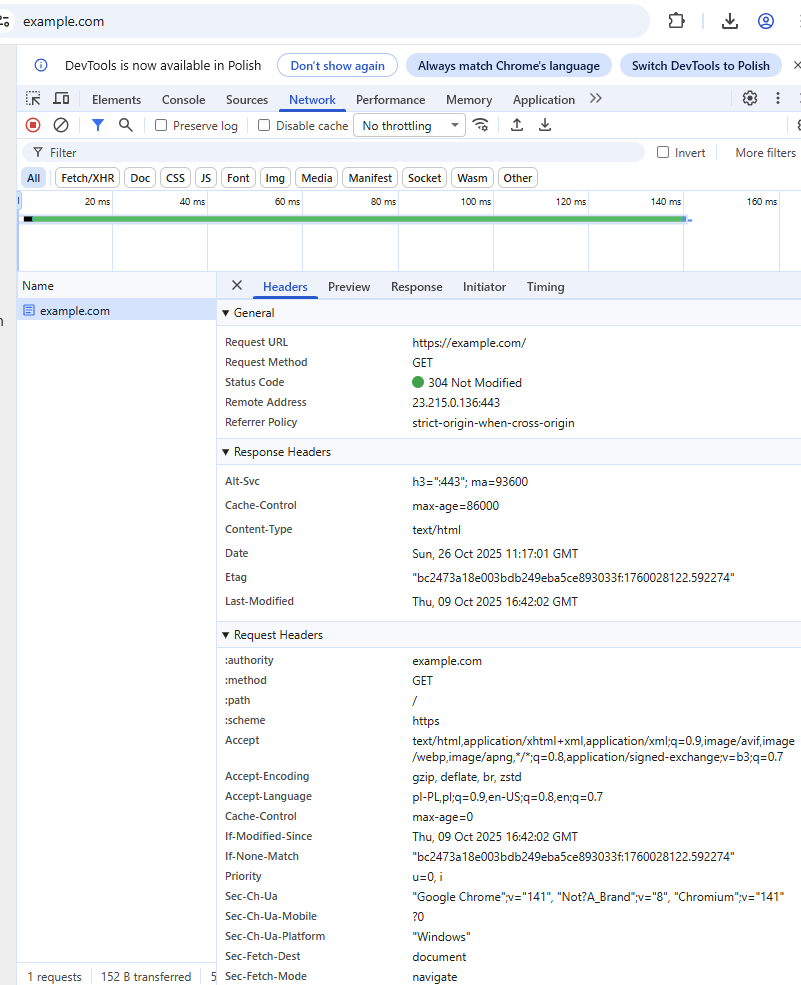 example.com
DevTools is now available in Polish Don't show again Always match Chrome's language Switch DevTools to Polish
Elements Console Sources Network Performance Memory Application
Preserve log Disable cache No throttling
Filter Invert More filters
All Fetch/XHR Doc CSS JS Font Img Media Manifest Socket Wasm Other
20 ms 40 ms 60 ms 80 ms 100 ms 120 ms 140 ms 160 ms
Name Headers Preview Response Initiator Timing
example.com
General
Request URL https://example.com/
Request Method GET
Status Code 304 Not Modified
Remote Address 23.215.0.136:443
Referrer Policy strict-origin-when-cross-origin
Response Headers
Alt-Svc h3=":443"; ma=93600
Cache-Control max-age=86000
Content-Type text/html
Date Sun, 26 Oct 2025 11:17:01 GMT
Etag "bc2473a18e003bdb249eba5ce893033f:1760028122.592274"
Last-Modified Thu, 09 Oct 2025 16:42:02 GMT
Request Headers
:authority example.com
:method GET
:path /
:scheme https
Accept text/html,application/xhtml+xml,application/xml;q=0.9,image/avif,image
/webp,image/apng,*/*;q=0.8,application/signed-exchange;v=b3;q=0.7
Accept-Encoding gzip, deflate, br, zstd
Accept-Language pl-PL,pl;q=0.9,en-US;q=0.8,en;q=0.7
Cache-Control max-age=0
If-Modified-Since Thu, 09 Oct 2025 16:42:02 GMT
If-None-Match "bc2473a18e003bdb249eba5ce893033f:1760028122.592274"
Priority u=0, i
Sec-Ch-Ua "Google Chrome";v="141", "Not?A_Brand";v="8", "Chromium";v="141"
Sec-Ch-Ua-Mobile ?0
Sec-Ch-Ua-Platform "Windows"
Sec-Fetch-Dest document
Sec-Fetch-Mode navigate
1 requests 152 B transferred 5